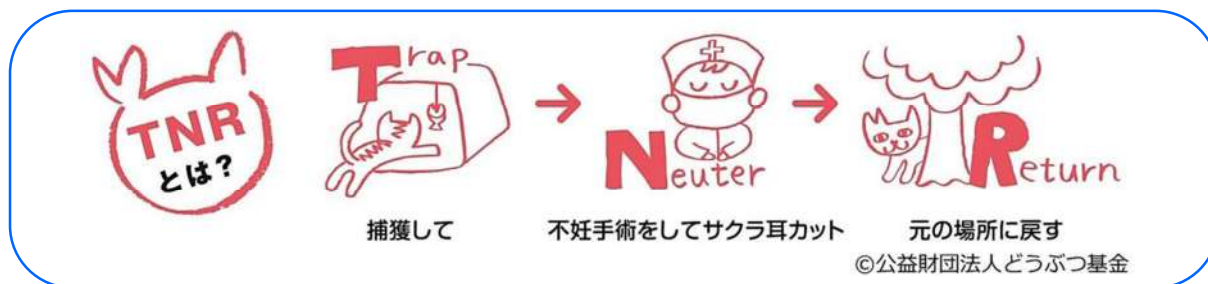 TNR
とは？
Trap
捕獲して
Neuter
不妊手術をしてサクラ耳カット
Return
元の場所に戻す
©公益財団法人どうぶつ基金